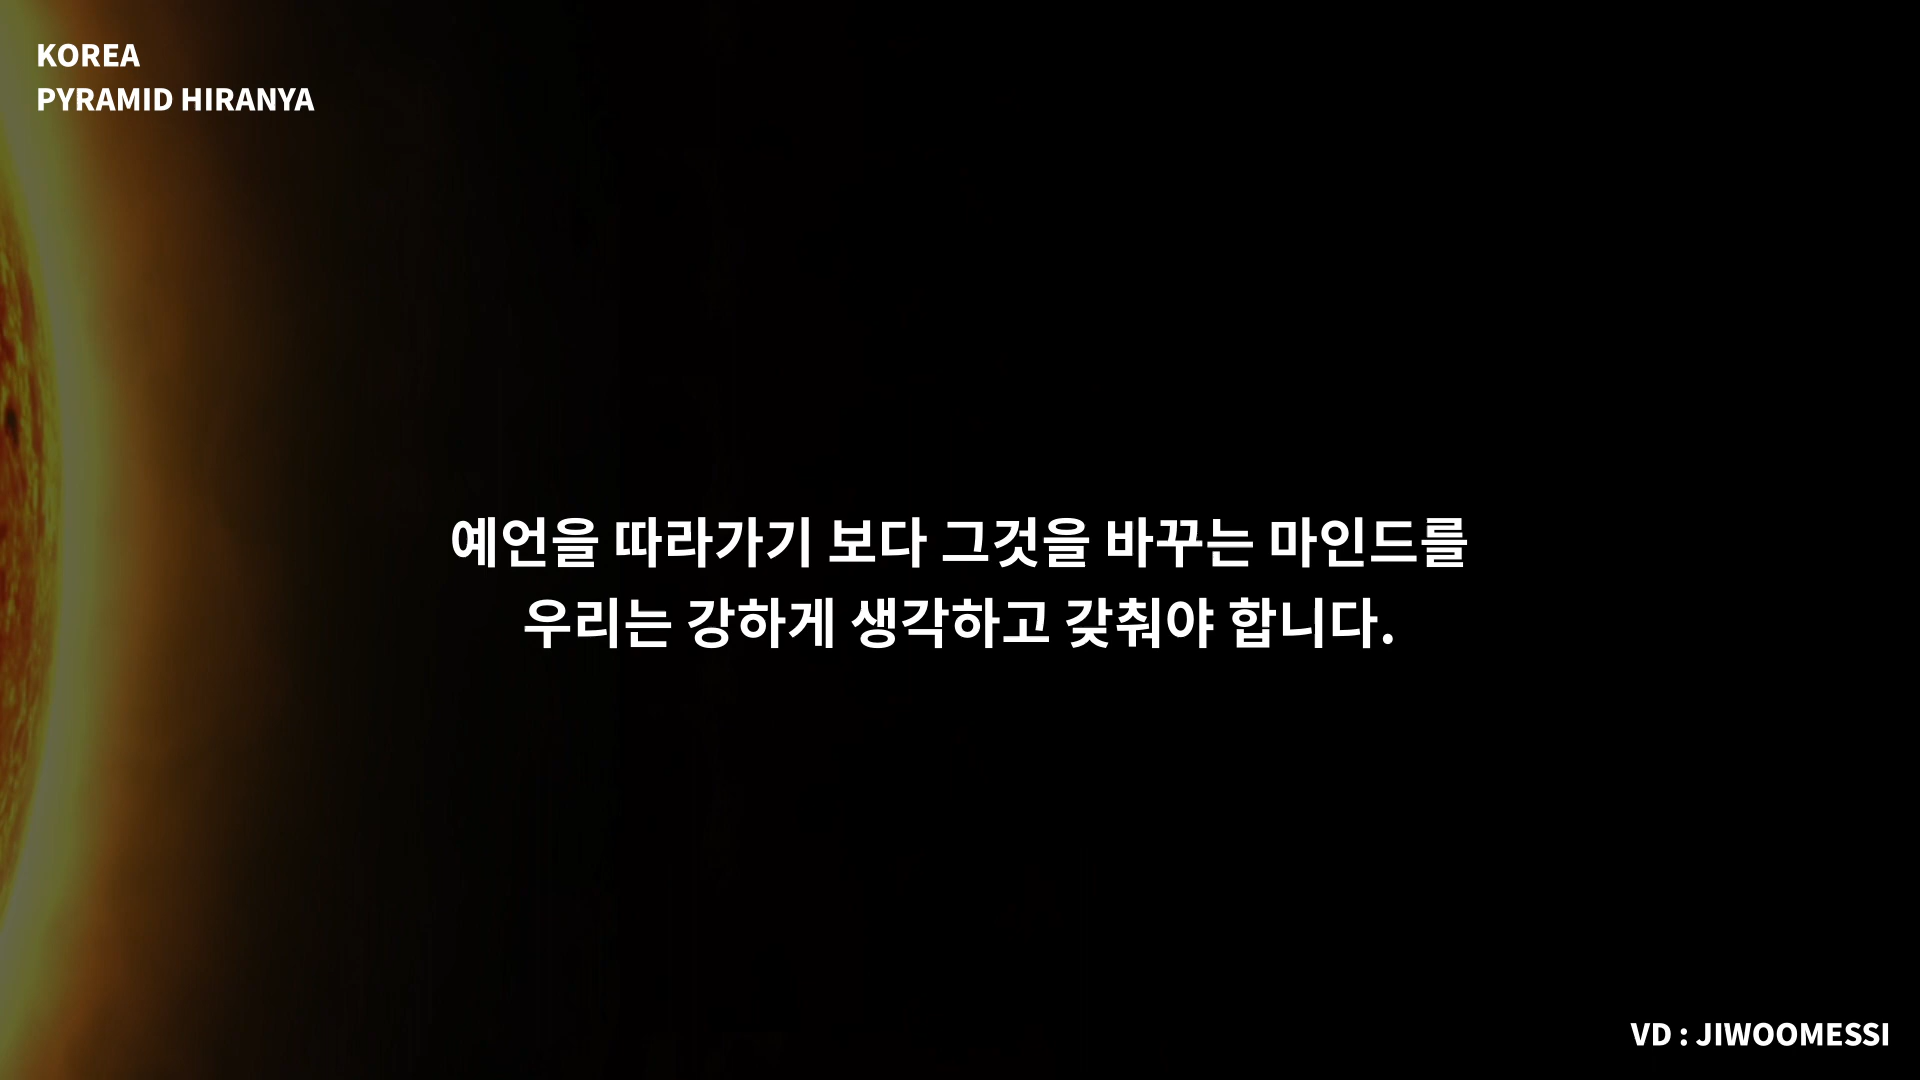 KOREA
PYRAMID HIRANYA
예언을 따라가기 보다 그것을 바꾸는 마인드를
우리는 강하게 생각하고 갖춰야 합니다.
VD : JIWOOMESSI